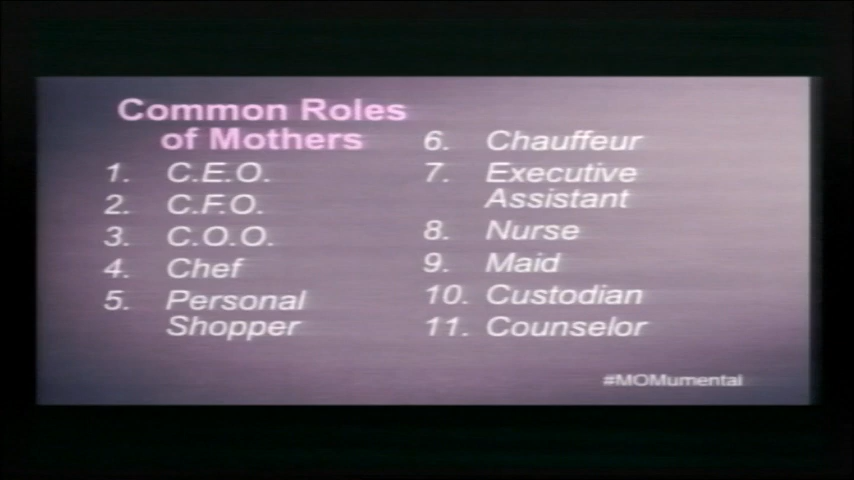 Common Roles
of Mothers
1. C.E.O.
2. C.F.O.
3. C.O.O.
4. Chef
5. Personal
Shopper
6. Chauffeur
7. Executive
Assistant
8. Nurse
9. Maid
10. Custodian
11. Counselor
#MOMumental